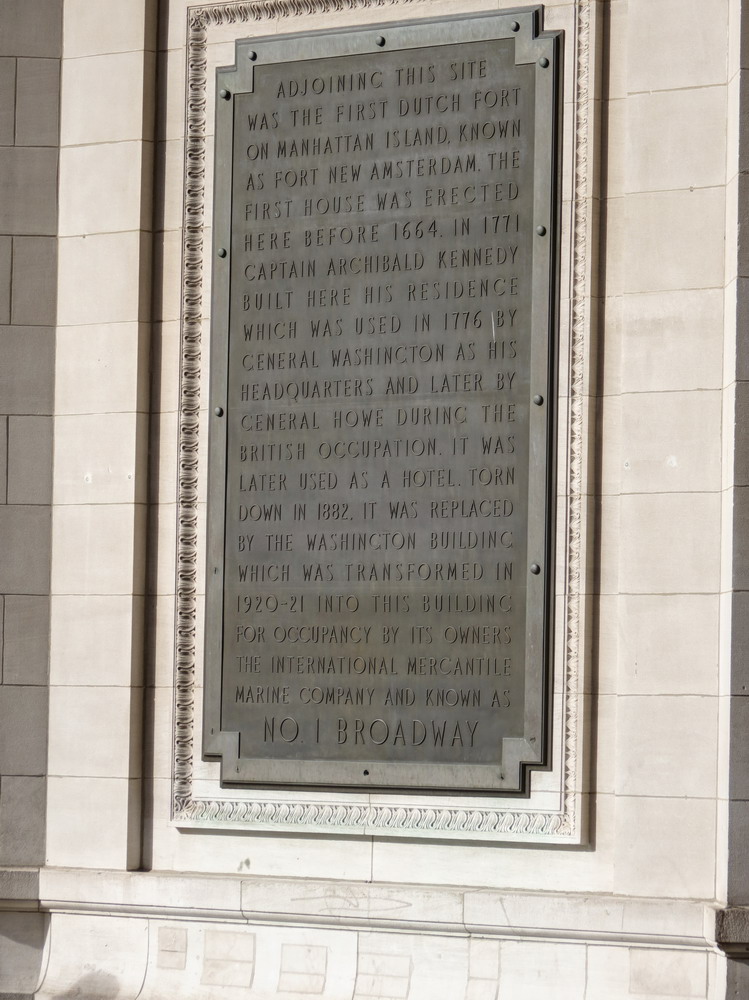 ADJOINING THIS SITE
WAS THE FIRST DUTCH FORT
ON MANHATTAN ISLAND, KNOWN
AS FORT NEW AMSTERDAM. THE
FIRST HOUSE WAS ERECTED
HERE BEFORE 1664. IN 1771
CAPTAIN ARCHIBALD KENNEDY
BUILT HERE HIS RESIDENCE
WHICH WAS USED IN 1776 BY
GENERAL WASHINGTON AS HIS
HEADQUARTERS AND LATER BY
GENERAL HOWE DURING THE
BRITISH OCCUPATION. IT WAS
LATER USED AS A HOTEL. TORN
DOWN IN 1882, IT WAS REPLACED
BY THE WASHINGTON BUILDING
WHICH WAS TRANSFORMED IN
1920-21 INTO THIS BUILDING
FOR OCCUPANCY BY ITS OWNERS
THE INTERNATIONAL MERCANTILE
MARINE COMPANY AND KNOWN AS
NO. 1 BROADWAY